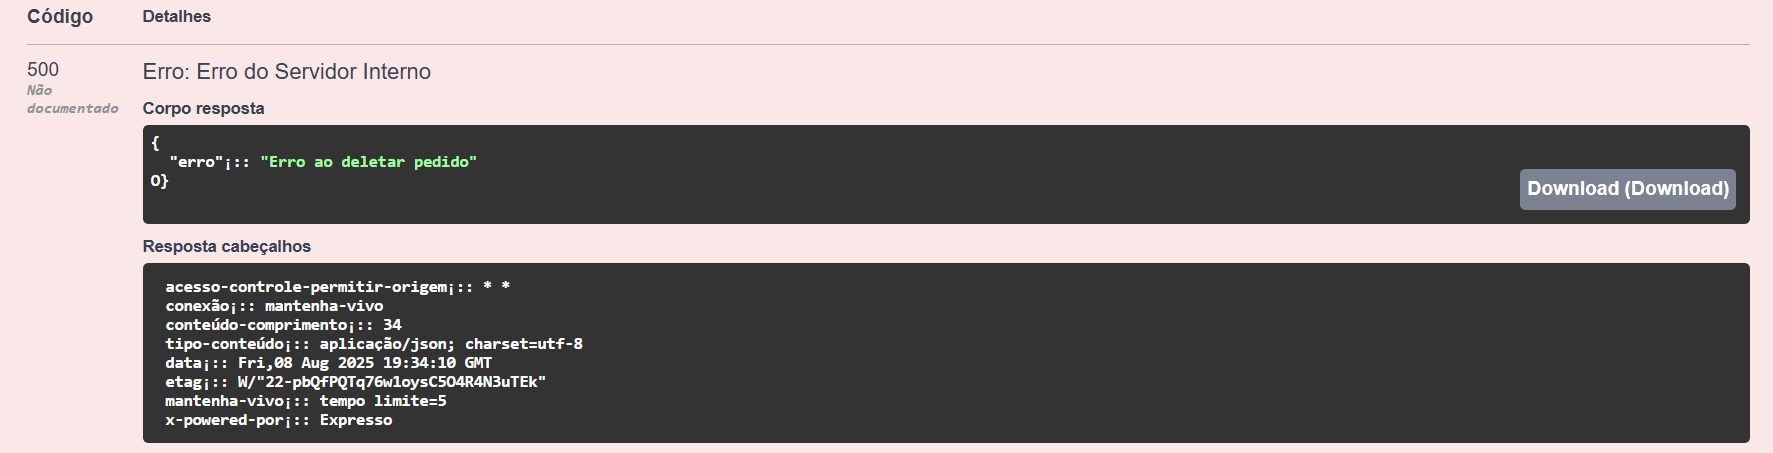 Código Detalhes
500 Erro: Erro do Servidor Interno
Não
documentado
Corpo resposta
{
"erro"¡:: "Erro ao deletar pedido"
O}
Download (Download)
Resposta cabeçalhos
acesso-controle-permitir-origem¡:: * *
conexão¡:: mantenha-vivo
conteúdo-comprimento¡:: 34
tipo-conteúdo¡:: aplicação/json; charset=utf-8
data¡:: Fri,08 Aug 2025 19:34:10 GMT
etag¡:: W/"22-pbQfPQTq76w1oysC5O4R4N3uTEk"
mantenha-vivo¡:: tempo limite=5
x-powered-por¡:: Expresso